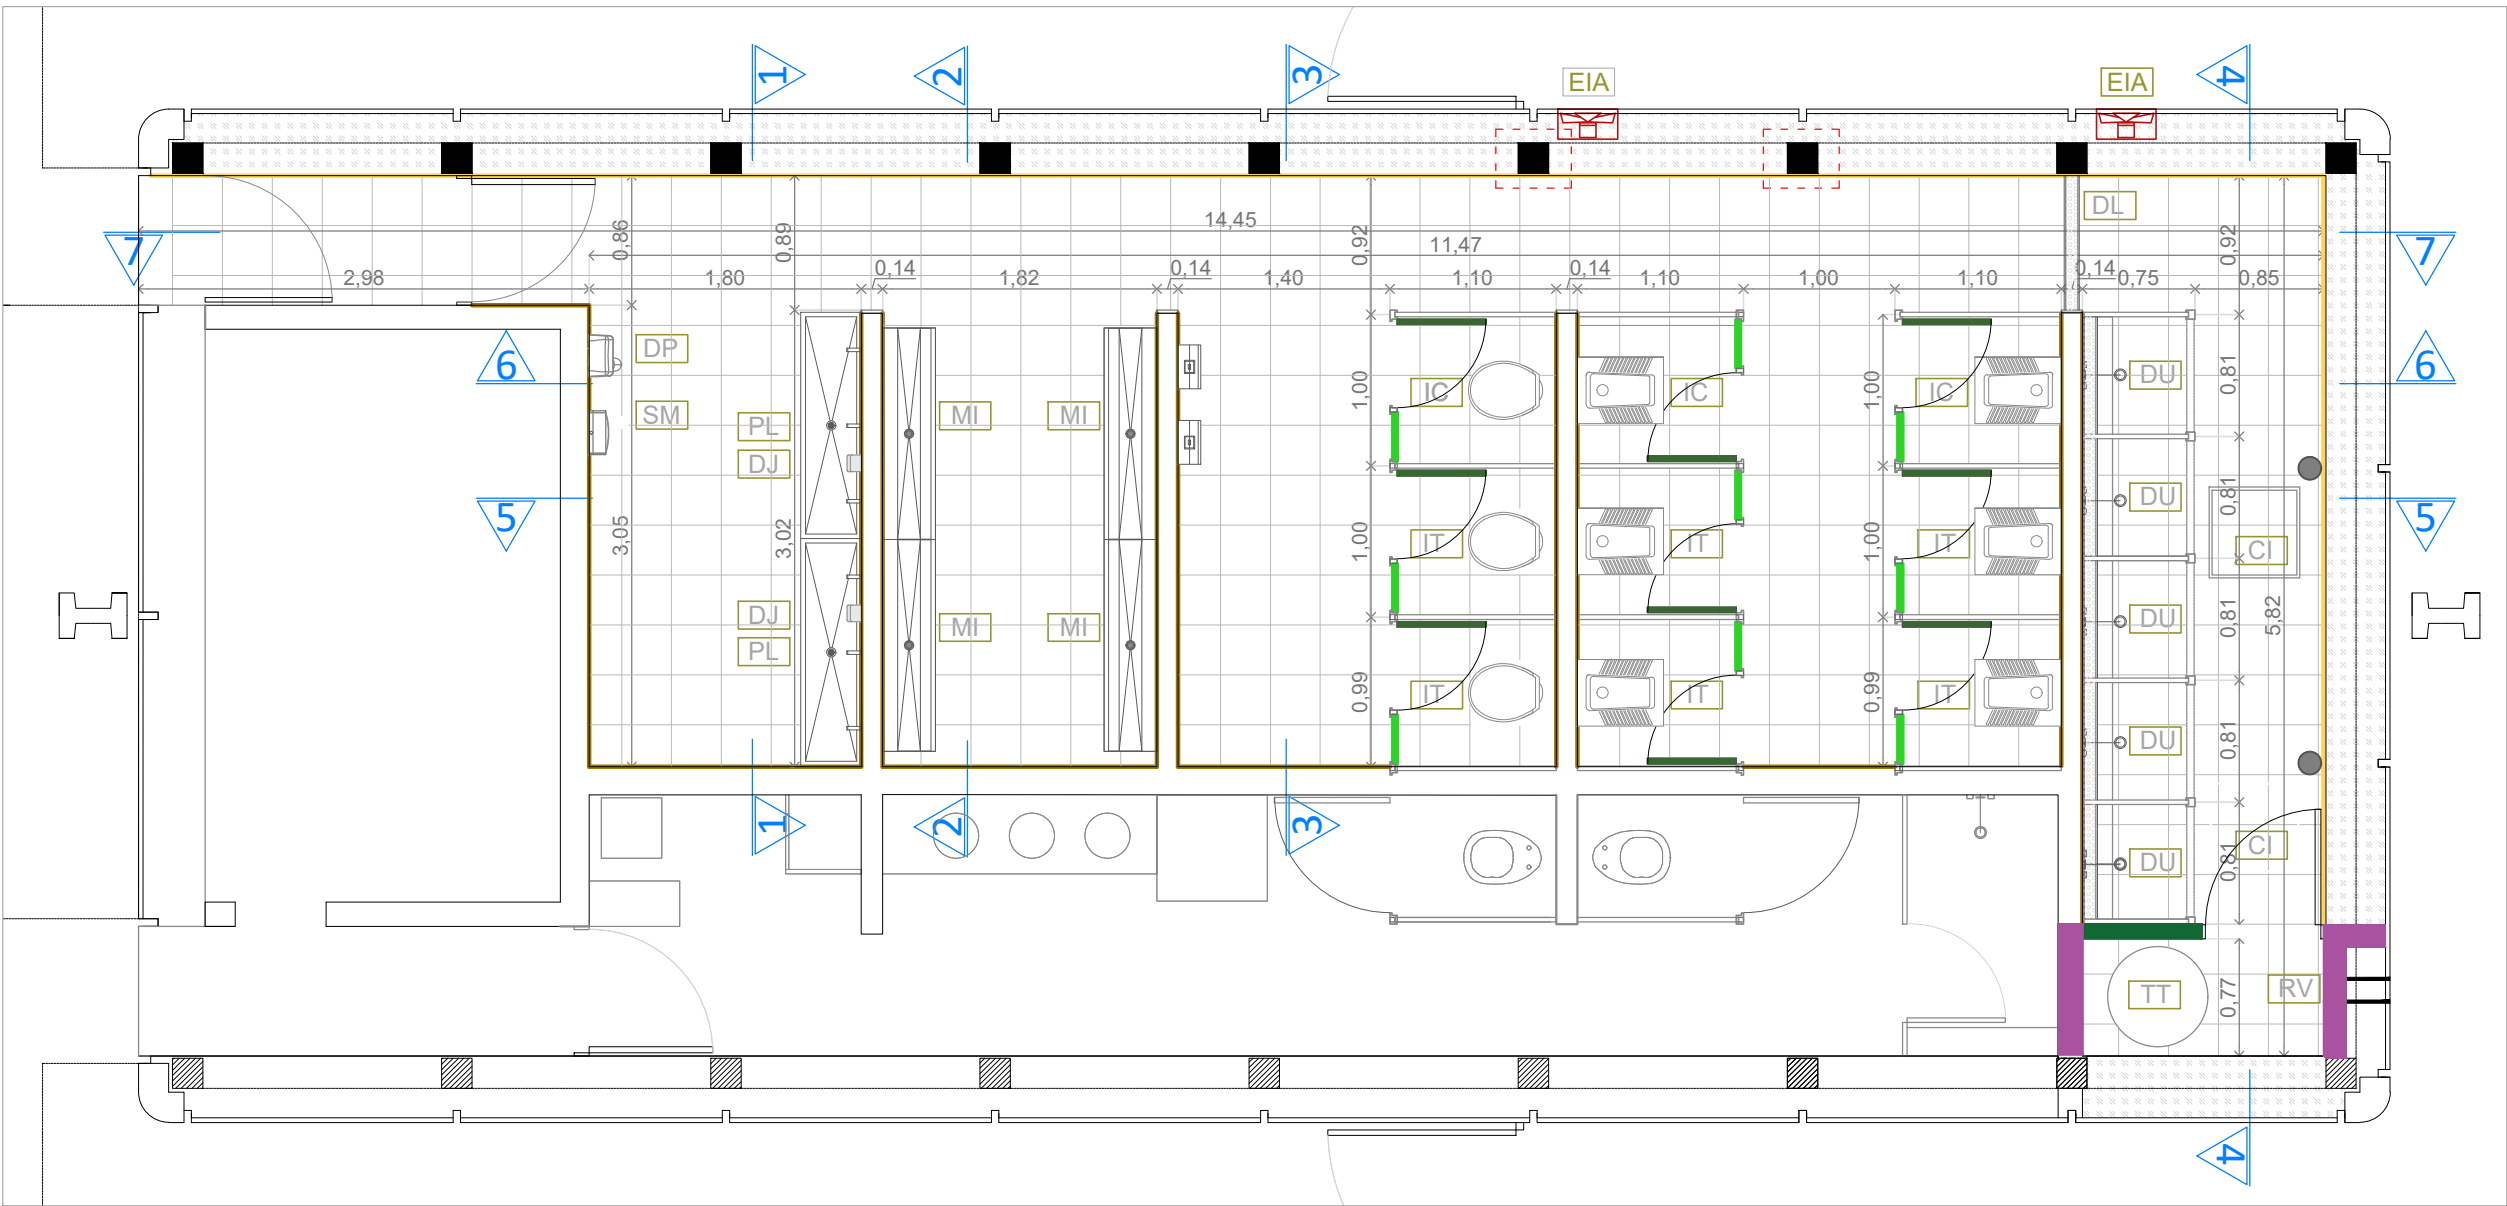 1
2
3
EIA
EIA
4
7
14,45
11,47
2,98
0,86
1,80
0,89
0,14
1,82
0,14
1,40
0,92
1,10
0,14
1,10
1,00
1,10
0,14
0,75
0,92
0,85
DL
7
6
DP
SM
PL
DJ
MI
MI
1,00
IC
IC
1,00
IC
DU
0,81
6
5
3,05
3,02
1,00
IT
IT
1,00
IT
DU
0,81
CI
5
DJ
PL
MI
MI
0,99
IT
IT
0,99
IT
DU
0,81
5,82
DU
0,81
1
2
3
DU
0,81
CI
TT
0,77
RV
4